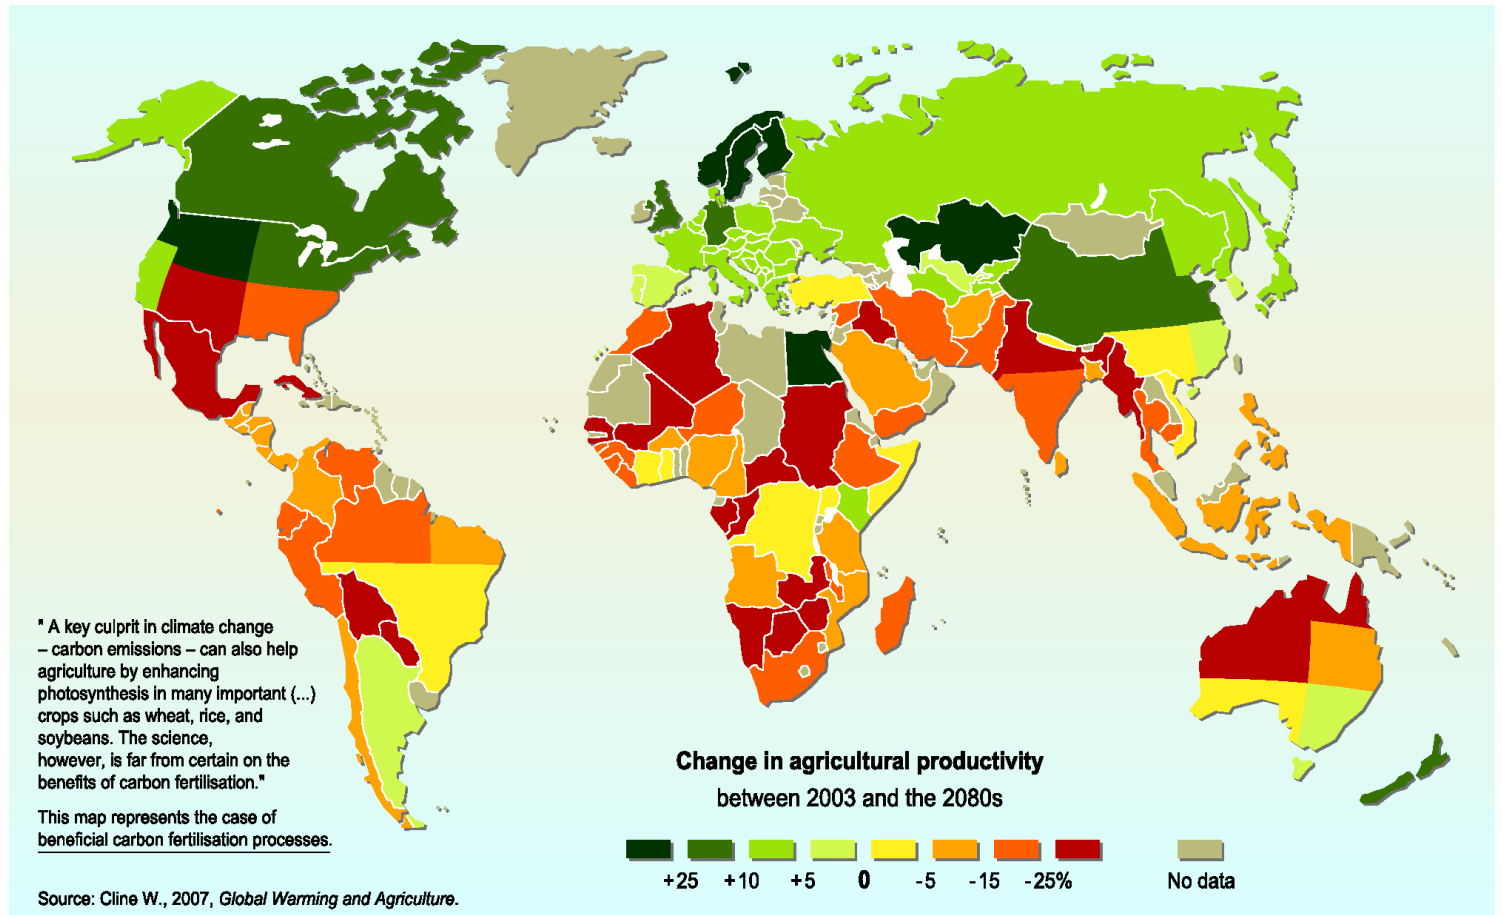 " A key culprit in climate change
– carbon emissions – can also help
agriculture by enhancing
photosynthesis in many important (...)
crops such as wheat, rice, and
soybeans. The science,
however, is far from certain on the
benefits of carbon fertilisation."
This map represents the case of
beneficial carbon fertilisation processes.
Source: Cline W., 2007, Global Warming and Agriculture.
Change in agricultural productivity
between 2003 and the 2080s
+25 +10 +5 0 -5 -15 -25% No data